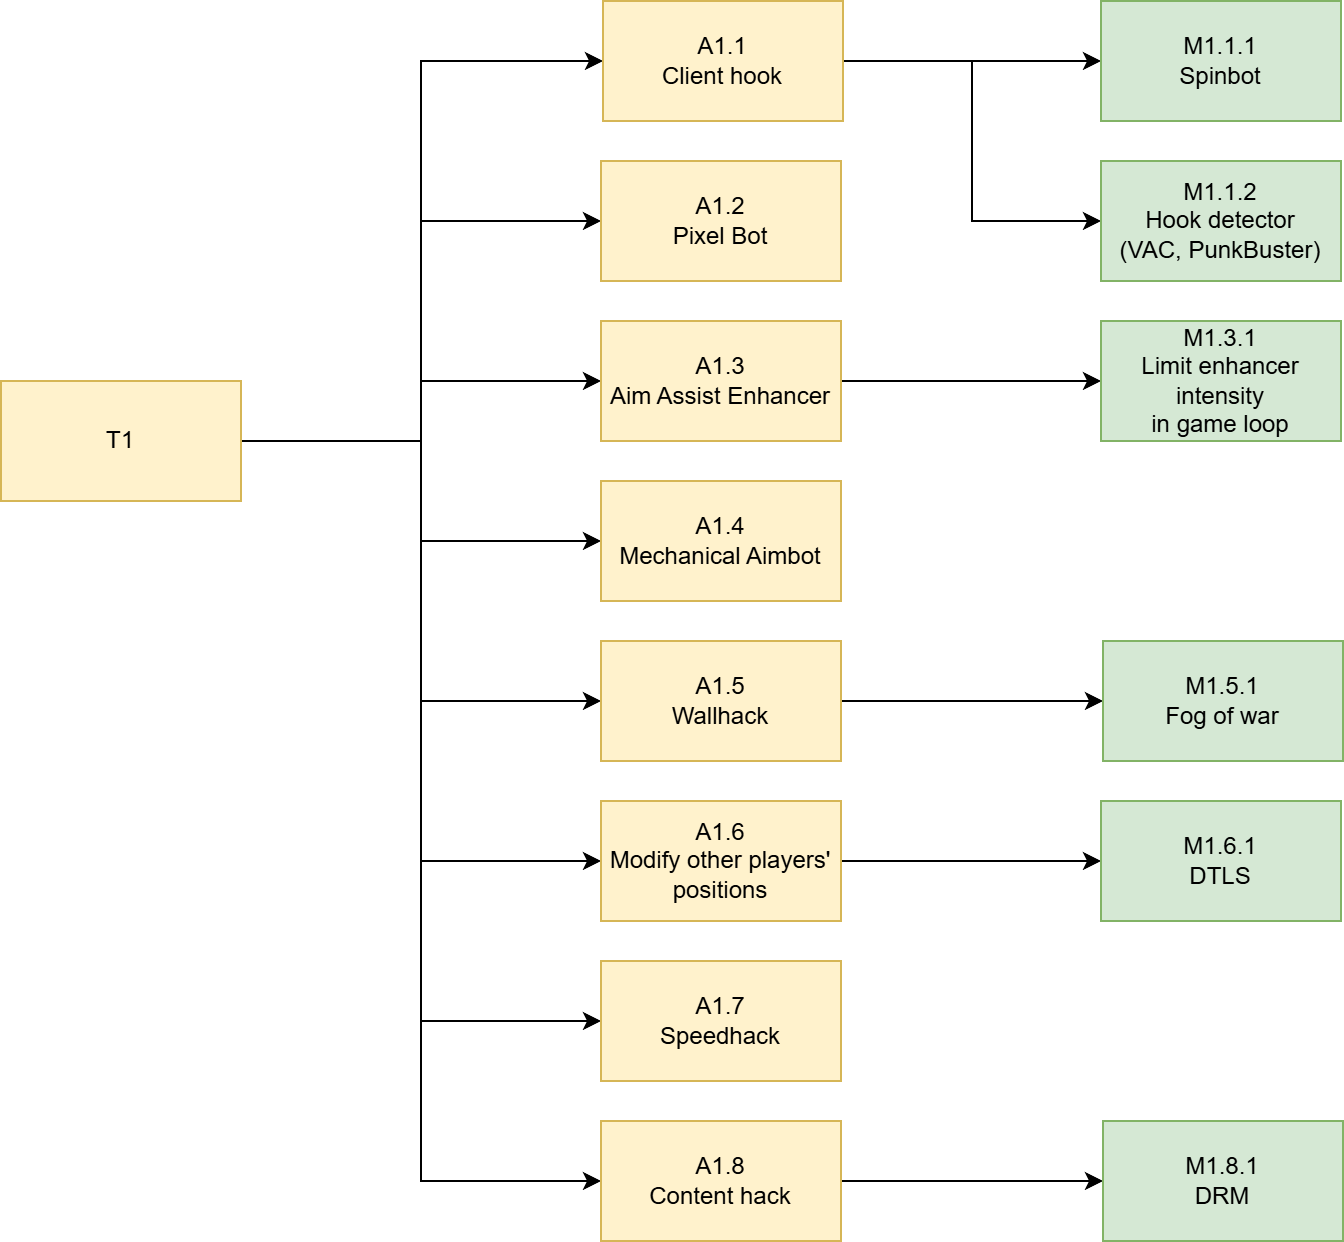 A1.1
Client hook
M1.1.1
Spinbot
A1.2
Pixel Bot
M1.1.2
Hook detector
(VAC, PunkBuster)
A1.3
Aim Assist Enhancer
M1.3.1
Limit enhancer
intensity
in game loop
T1
A1.4
Mechanical Aimbot
A1.5
Wallhack
M1.5.1
Fog of war
A1.6
Modify other players'
positions
M1.6.1
DTLS
A1.7
Speedhack
A1.8
Content hack
M1.8.1
DRM